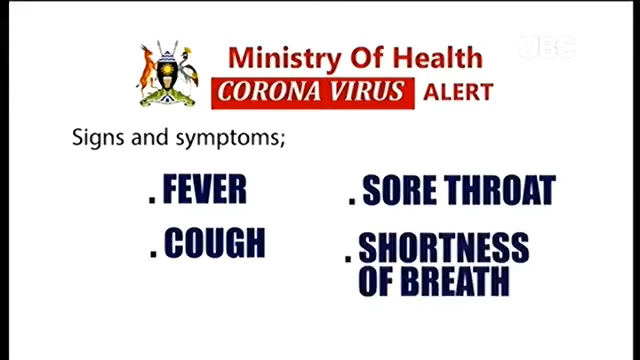 UBC
Ministry Of Health
CORONA VIRUS ALERT
Signs and symptoms;
. FEVER
. SORE THROAT
. COUGH
. SHORTNESS
OF BREATH